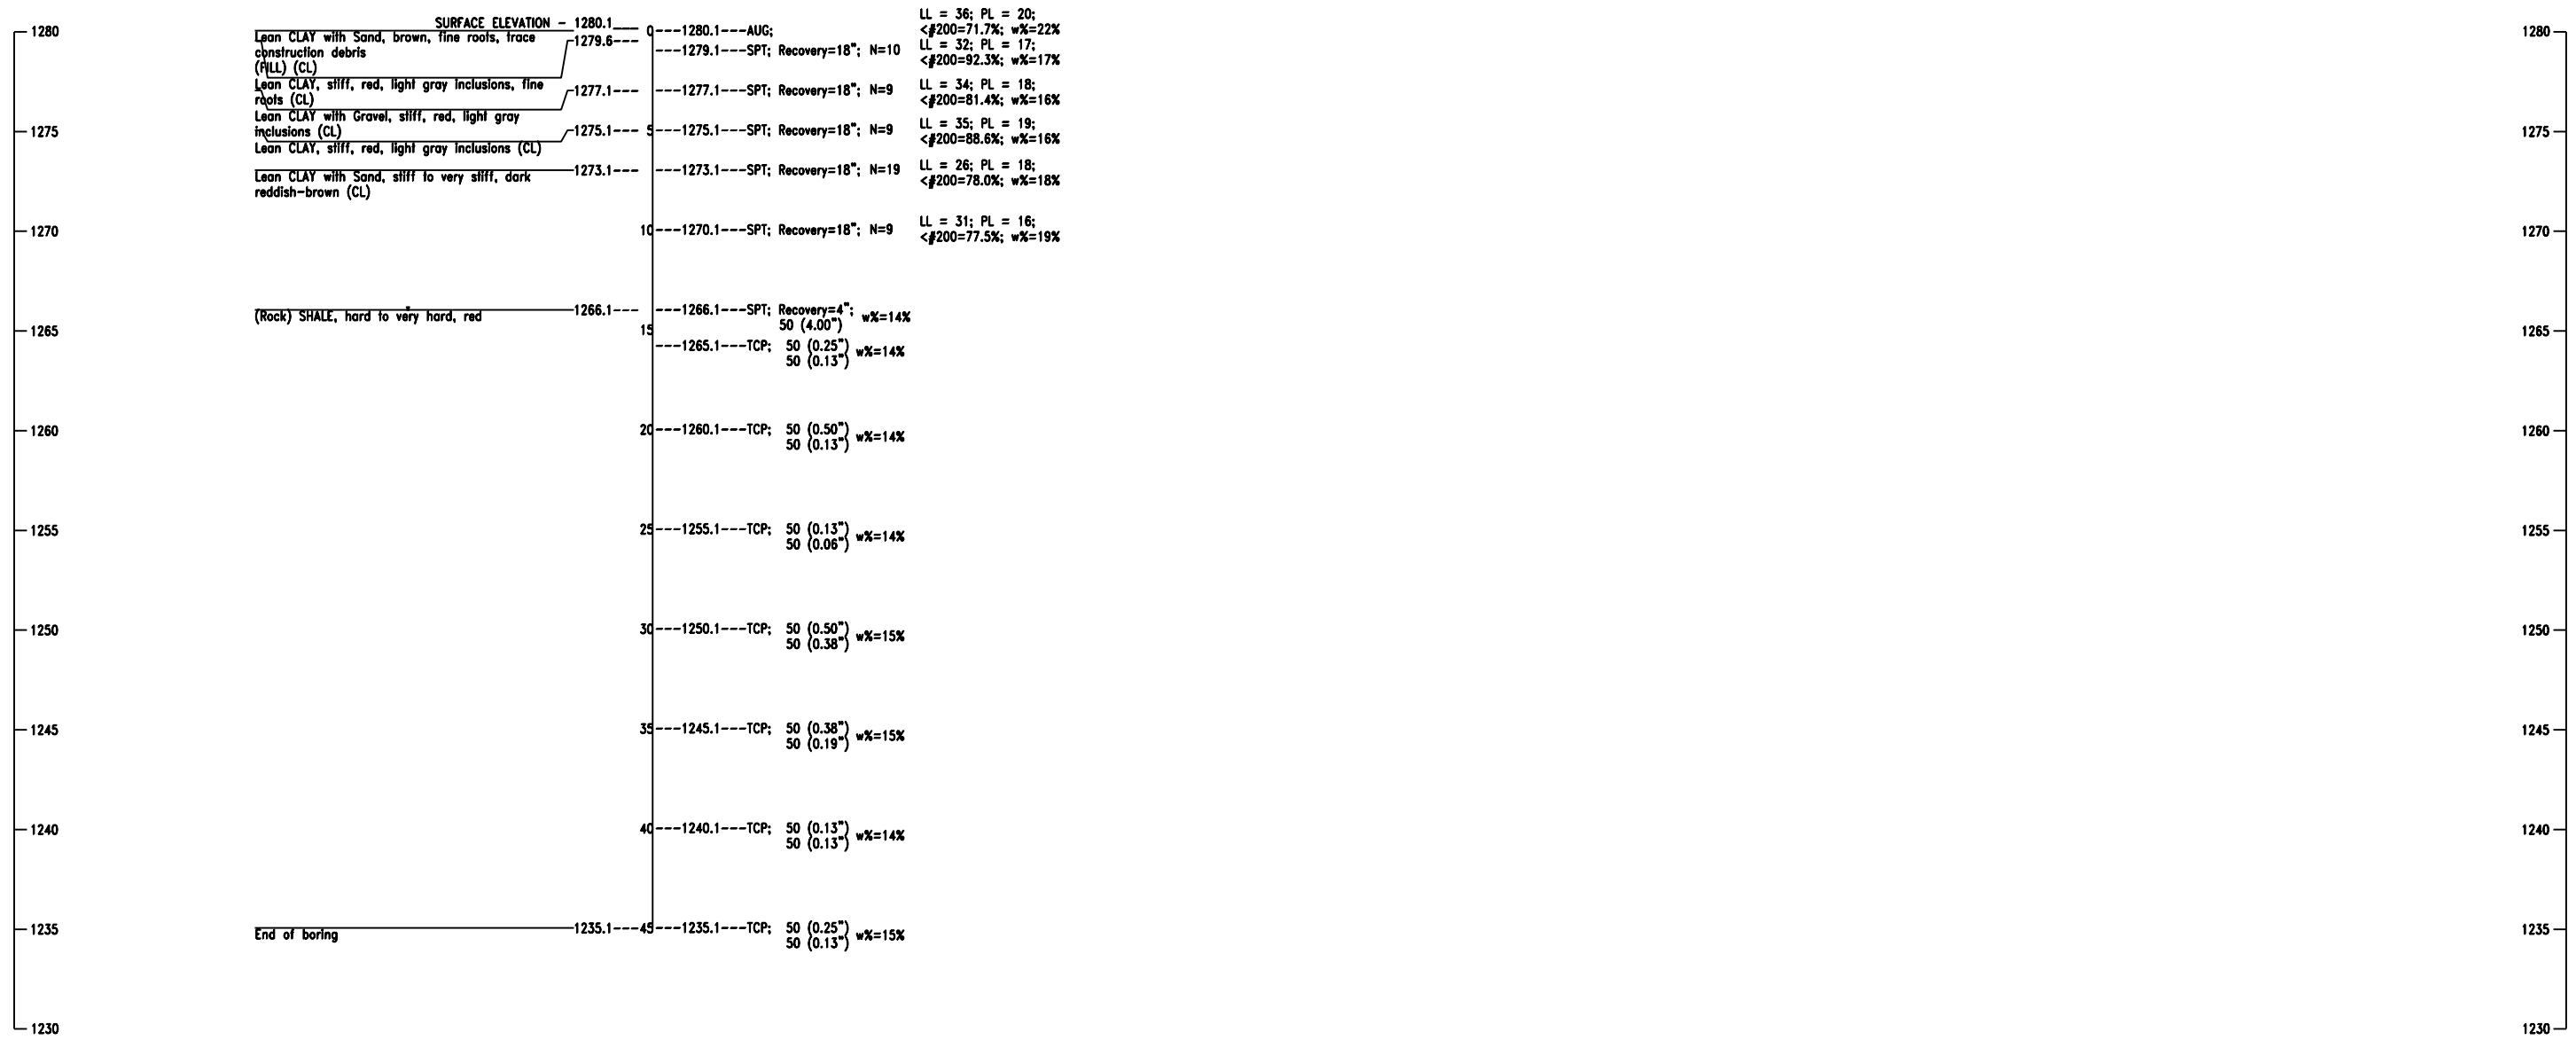 SURFACE ELEVATION - 1280.1___
1280
Lean CLAY with Sand, brown, fine roots, trace
construction debris
(FILL) (CL)
1279.6---
Lean CLAY, stiff, red, light gray inclusions, fine
roots (CL)
1277.1---
Lean CLAY with Gravel, stiff, red, light gray
inclusions (CL)
1275
1275.1---
Lean CLAY, stiff, red, light gray inclusions (CL)
1273.1---
Lean CLAY with Sand, stiff to very stiff, dark
reddish-brown (CL)
1270
1266.1---
(Rock) SHALE, hard to very hard, red
1265
1260
1255
1250
1245
1240
1235
1235.1---
End of boring
1230
0---1280.1---AUG;
LL = 36; PL = 20;
<#200=71.7%; w%=22%
---1279.1---SPT; Recovery=18"; N=10
LL = 32; PL = 17;
<#200=92.3%; w%=17%
---1277.1---SPT; Recovery=18"; N=9
LL = 34; PL = 18;
<#200=81.4%; w%=16%
5---1275.1---SPT; Recovery=18"; N=9
LL = 35; PL = 19;
<#200=88.6%; w%=16%
---1273.1---SPT; Recovery=18"; N=19
LL = 26; PL = 18;
<#200=78.0%; w%=18%
10---1270.1---SPT; Recovery=18"; N=9
LL = 31; PL = 16;
<#200=77.5%; w%=19%
---1266.1---SPT; Recovery=4";
50 (4.00")
w%=14%
15
---1265.1---TCP; 50 (0.25")
50 (0.13")
w%=14%
20---1260.1---TCP; 50 (0.50")
50 (0.13")
w%=14%
25---1255.1---TCP; 50 (0.13")
50 (0.06")
w%=14%
30---1250.1---TCP; 50 (0.50")
50 (0.38")
w%=15%
35---1245.1---TCP; 50 (0.38")
50 (0.19")
w%=15%
40---1240.1---TCP; 50 (0.13")
50 (0.13")
w%=14%
45---1235.1---TCP; 50 (0.25")
50 (0.13")
w%=15%
1280
1275
1270
1265
1260
1255
1250
1245
1240
1235
1230